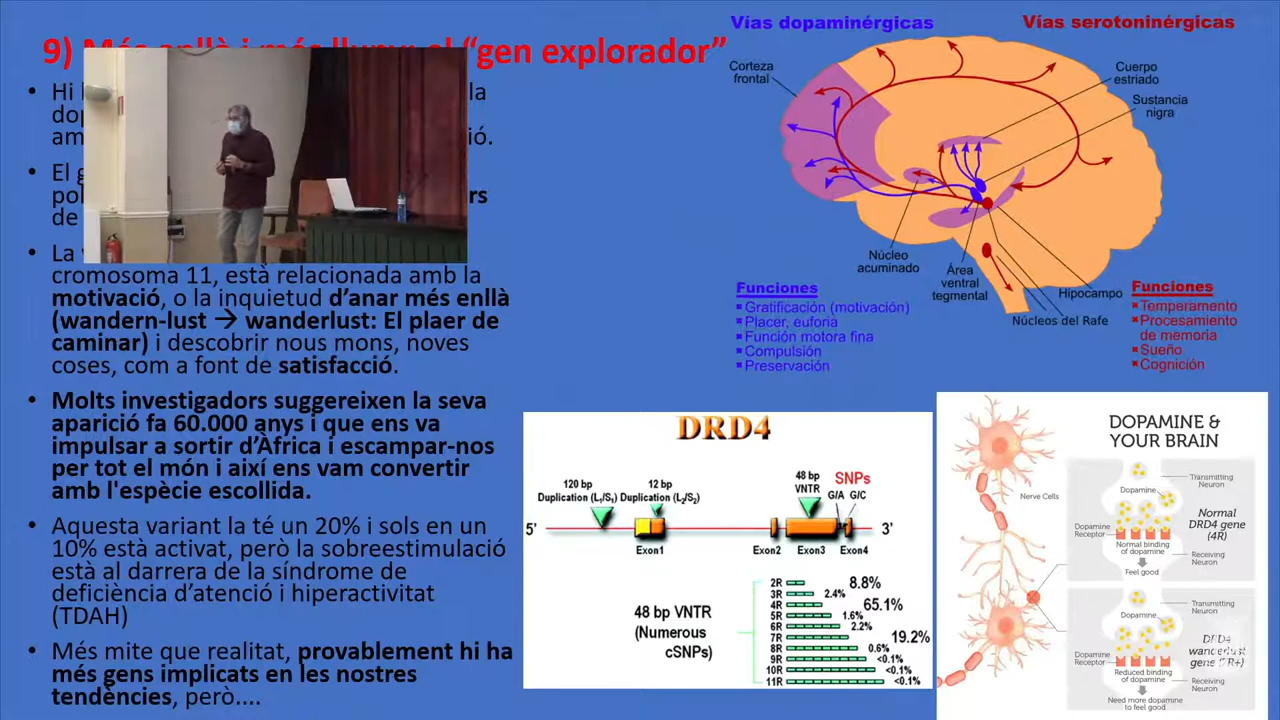 9) Més enllà i més lluny: el “gen explorador”
• Hi
la
dop
am
ió.
• El g
pol
rs
de
• La v
cromosoma 11, està relacionada amb la
motivació, o la inquietud d’anar més enllà
(wandern-lust → wanderlust: El plaer de
caminar) i descobrir nous mons, noves
coses, com a font de satisfacció.
• Molts investigadors suggereixen la seva
aparició fa 60.000 anys i que ens va
impulsar a sortir d’Àfrica i escampar-nos
per tot el món i així ens vam convertir
amb l'espècie escollida.
• Aquesta variant la té un 20% i sols en un
10% està activat, però la sobreestimulació
està al darrera de la síndrome de
deficiència d’atenció i hiperactivitat
(TDAH)
• Més mite que realitat, provablement hi ha
més gens implicats en les nostres
tendències, però....
Vías dopaminérgicas
Vías serotoninérgicas
Corteza
frontal
Cuerpo
estriado
Sustancia
nigra
Núcleo
acuminado
Área
ventral
tegmental
Hipocampo
Núcleos del Rafe
Funciones
Gratificación (motivación)
Placer, euforia
Función motora fina
Compulsión
Preservación
Funciones
Temperamento
Procesamiento
de memoria
Sueño
Cognición
DRD4
120 bp
Duplication (L₁/S₁)
12 bp
Duplication (L₂/S₂)
48 bp
VNTR
SNPs
G/A
G/C
5'
3'
Exon1
Exon2
Exon3
Exon4
48 bp VNTR
(Numerous
cSNPs)
2R 8.8%
3R 2.4%
4R 65.1%
5R 1.6%
6R 2.2%
7R 19.2%
8R 0.6%
9R <0.1%
10R <0.1%
11R <0.1%
DOPAMINE &
YOUR BRAIN
Nerve Cells
Transmitting
Neuron
Dopamine
Dopamine
Receptor
Normal binding
of dopamine
Receiving
Neuron
Feel good
Normal
DRD4 gene
(4R)
Transmitting
Neuron
Dopamine
Dopamine
Receptor
Reduced binding
of dopamine
Receiving
Neuron
Need more dopamine
to feel good
DRD4
wanderlust
gene (7R+)